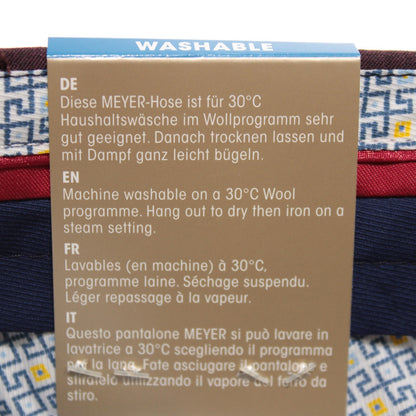 WASHABLE
DE
Diese MEYER-Hose ist für 30°C
Haushaltswäsche im Wollprogramm sehr
gut geeignet. Danach trocknen lassen und
mit Dampf ganz leicht bügeln.
EN
Machine washable on a 30°C Wool
programme. Hang out to dry then iron on a
steam setting.
FR
Lavables (en machine) à 30°C,
programme laine. Séchage suspendu.
Léger repassage à la vapeur.
IT
Questo pantalone MEYER si può lavare in
lavatrice a 30°C scegliendo il programma
per la lana. Fate asciugare il pantalone e
stiratelo utilizzando il vapore del ferro da
stiro.